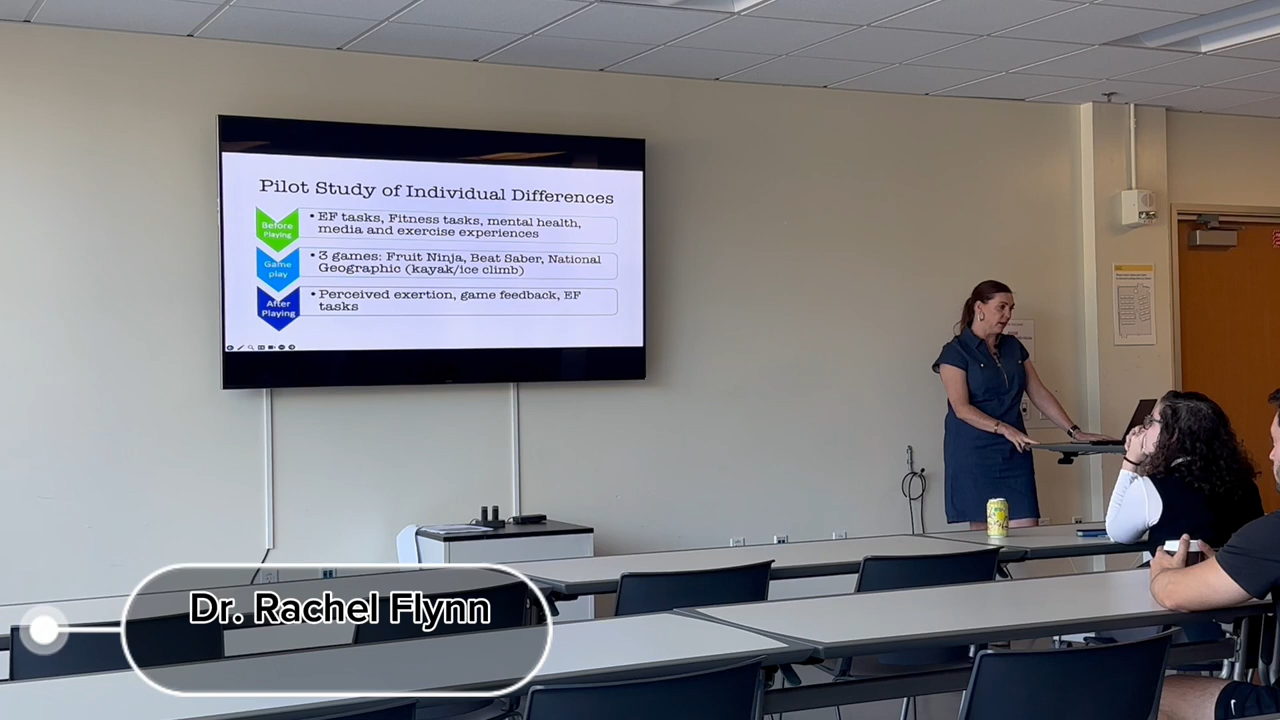 Pilot Study of Individual Differences
Before
Playing
• EF tasks, Fitness tasks, mental health,
media and exercise experiences
Game
play
• 3 games: Fruit Ninja, Beat Saber, National
Geographic (kayak/ice climb)
After
Playing
• Perceived exertion, game feedback, EF
tasks
Dr. Rachel Flynn